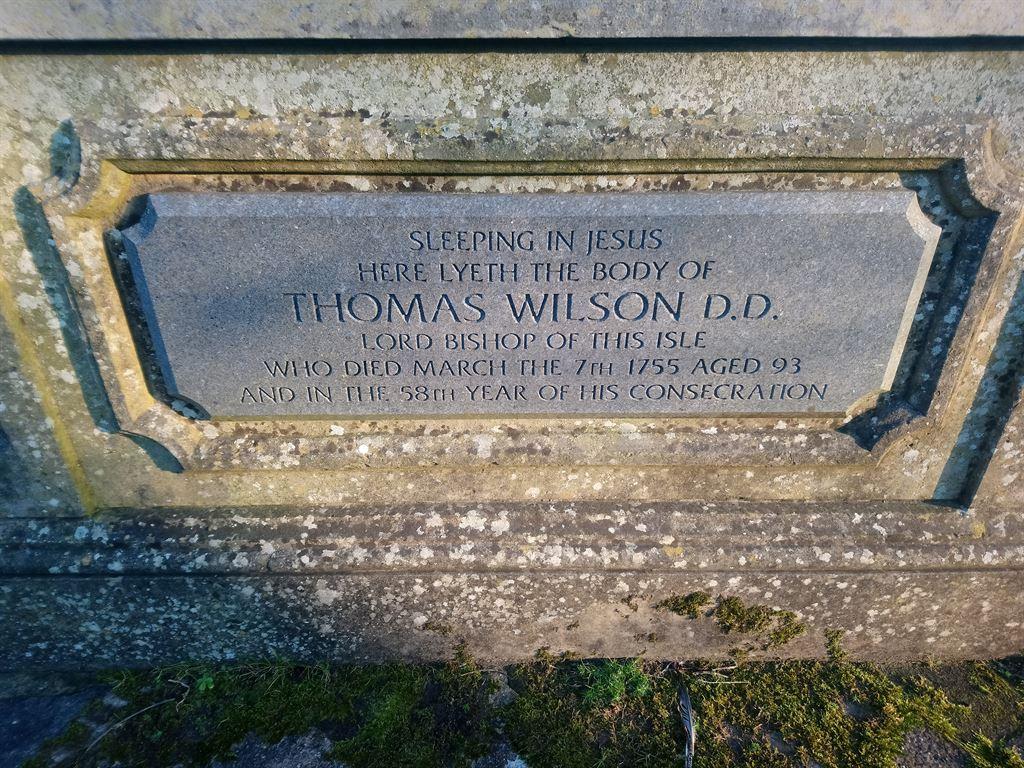 SLEEPING IN JESUS
HERE LYETH THE BODY OF
THOMAS WILSON D.D.
LORD BISHOP OF THIS ISLE
WHO DIED MARCH THE 7TH 1755 AGED 93
AND IN THE 58TH YEAR OF HIS CONSECRATION